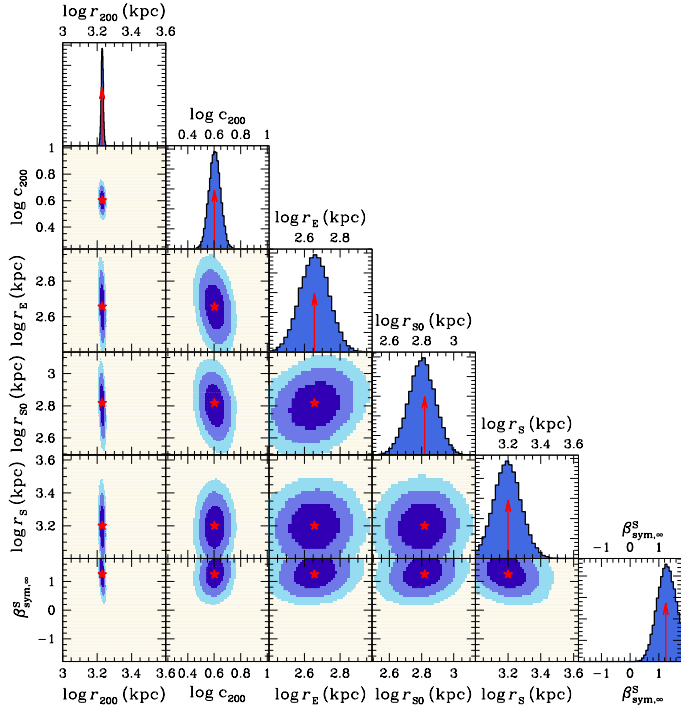 log r200 (kpc)
3 3.2 3.4 3.6
log c200
0.4 0.6 0.8 1
log c200
1
0.8
0.6
0.4
log rE (kpc)
2.6 2.8
log rE (kpc)
2.8
2.6
log rS0 (kpc)
2.6 2.8 3
log rS0 (kpc)
3
2.8
2.6
log rS (kpc)
3.2 3.4 3.6
log rS (kpc)
3.6
3.4
3.2
β^S_sym,∞
−1 0 1
β^S_sym,∞
1
0
−1
3 3.2 3.4 3.6 0.4 0.6 0.8 1 2.6 2.8 2.6 2.8 3 3.2 3.4 3.6 −1 0 1
log r200 (kpc) log c200 log rE (kpc) log rS0 (kpc) log rS (kpc) β^S_sym,∞